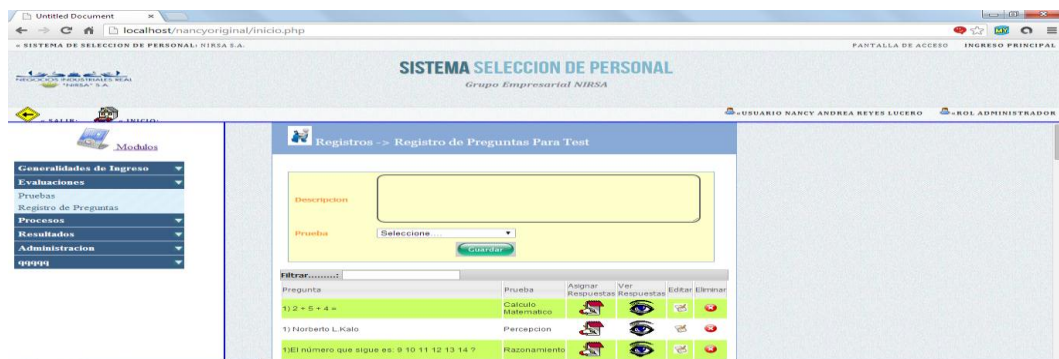 Untitled Document
localhost/nancyoriginal/inicio.php
« SISTEMA DE SELECCION DE PERSONAL: NIRSA S.A.
PANTALLA DE ACCESO INGRESO PRINCIPAL
SISTEMA SELECCION DE PERSONAL
NEGOCIOS INDUSTRIALES REAL
"NIRSA" S.A.
Grupo Empresarial NIRSA
« SALIR: « INICIO:
«USUARIO NANCY ANDREA REYES LUCERO «ROL ADMINISTRADOR
Modulos
Registros -> Registro de Preguntas Para Test
Generalidades de Ingreso
Evaluaciones
Pruebas
Registro de Preguntas
Procesos
Resultados
Administracion
qqqqq
Descripcion
Prueba Seleccione....
Guardar
Filtrar.........:
Pregunta Prueba Asignar Respuestas Ver Respuestas Editar Eliminar
1) 2 + 5 + 4 = Calculo Matematico
1) Norberto L.Kalo Percepcion
1)El número que sigue es: 9 10 11 12 13 14 ? Razonamiento